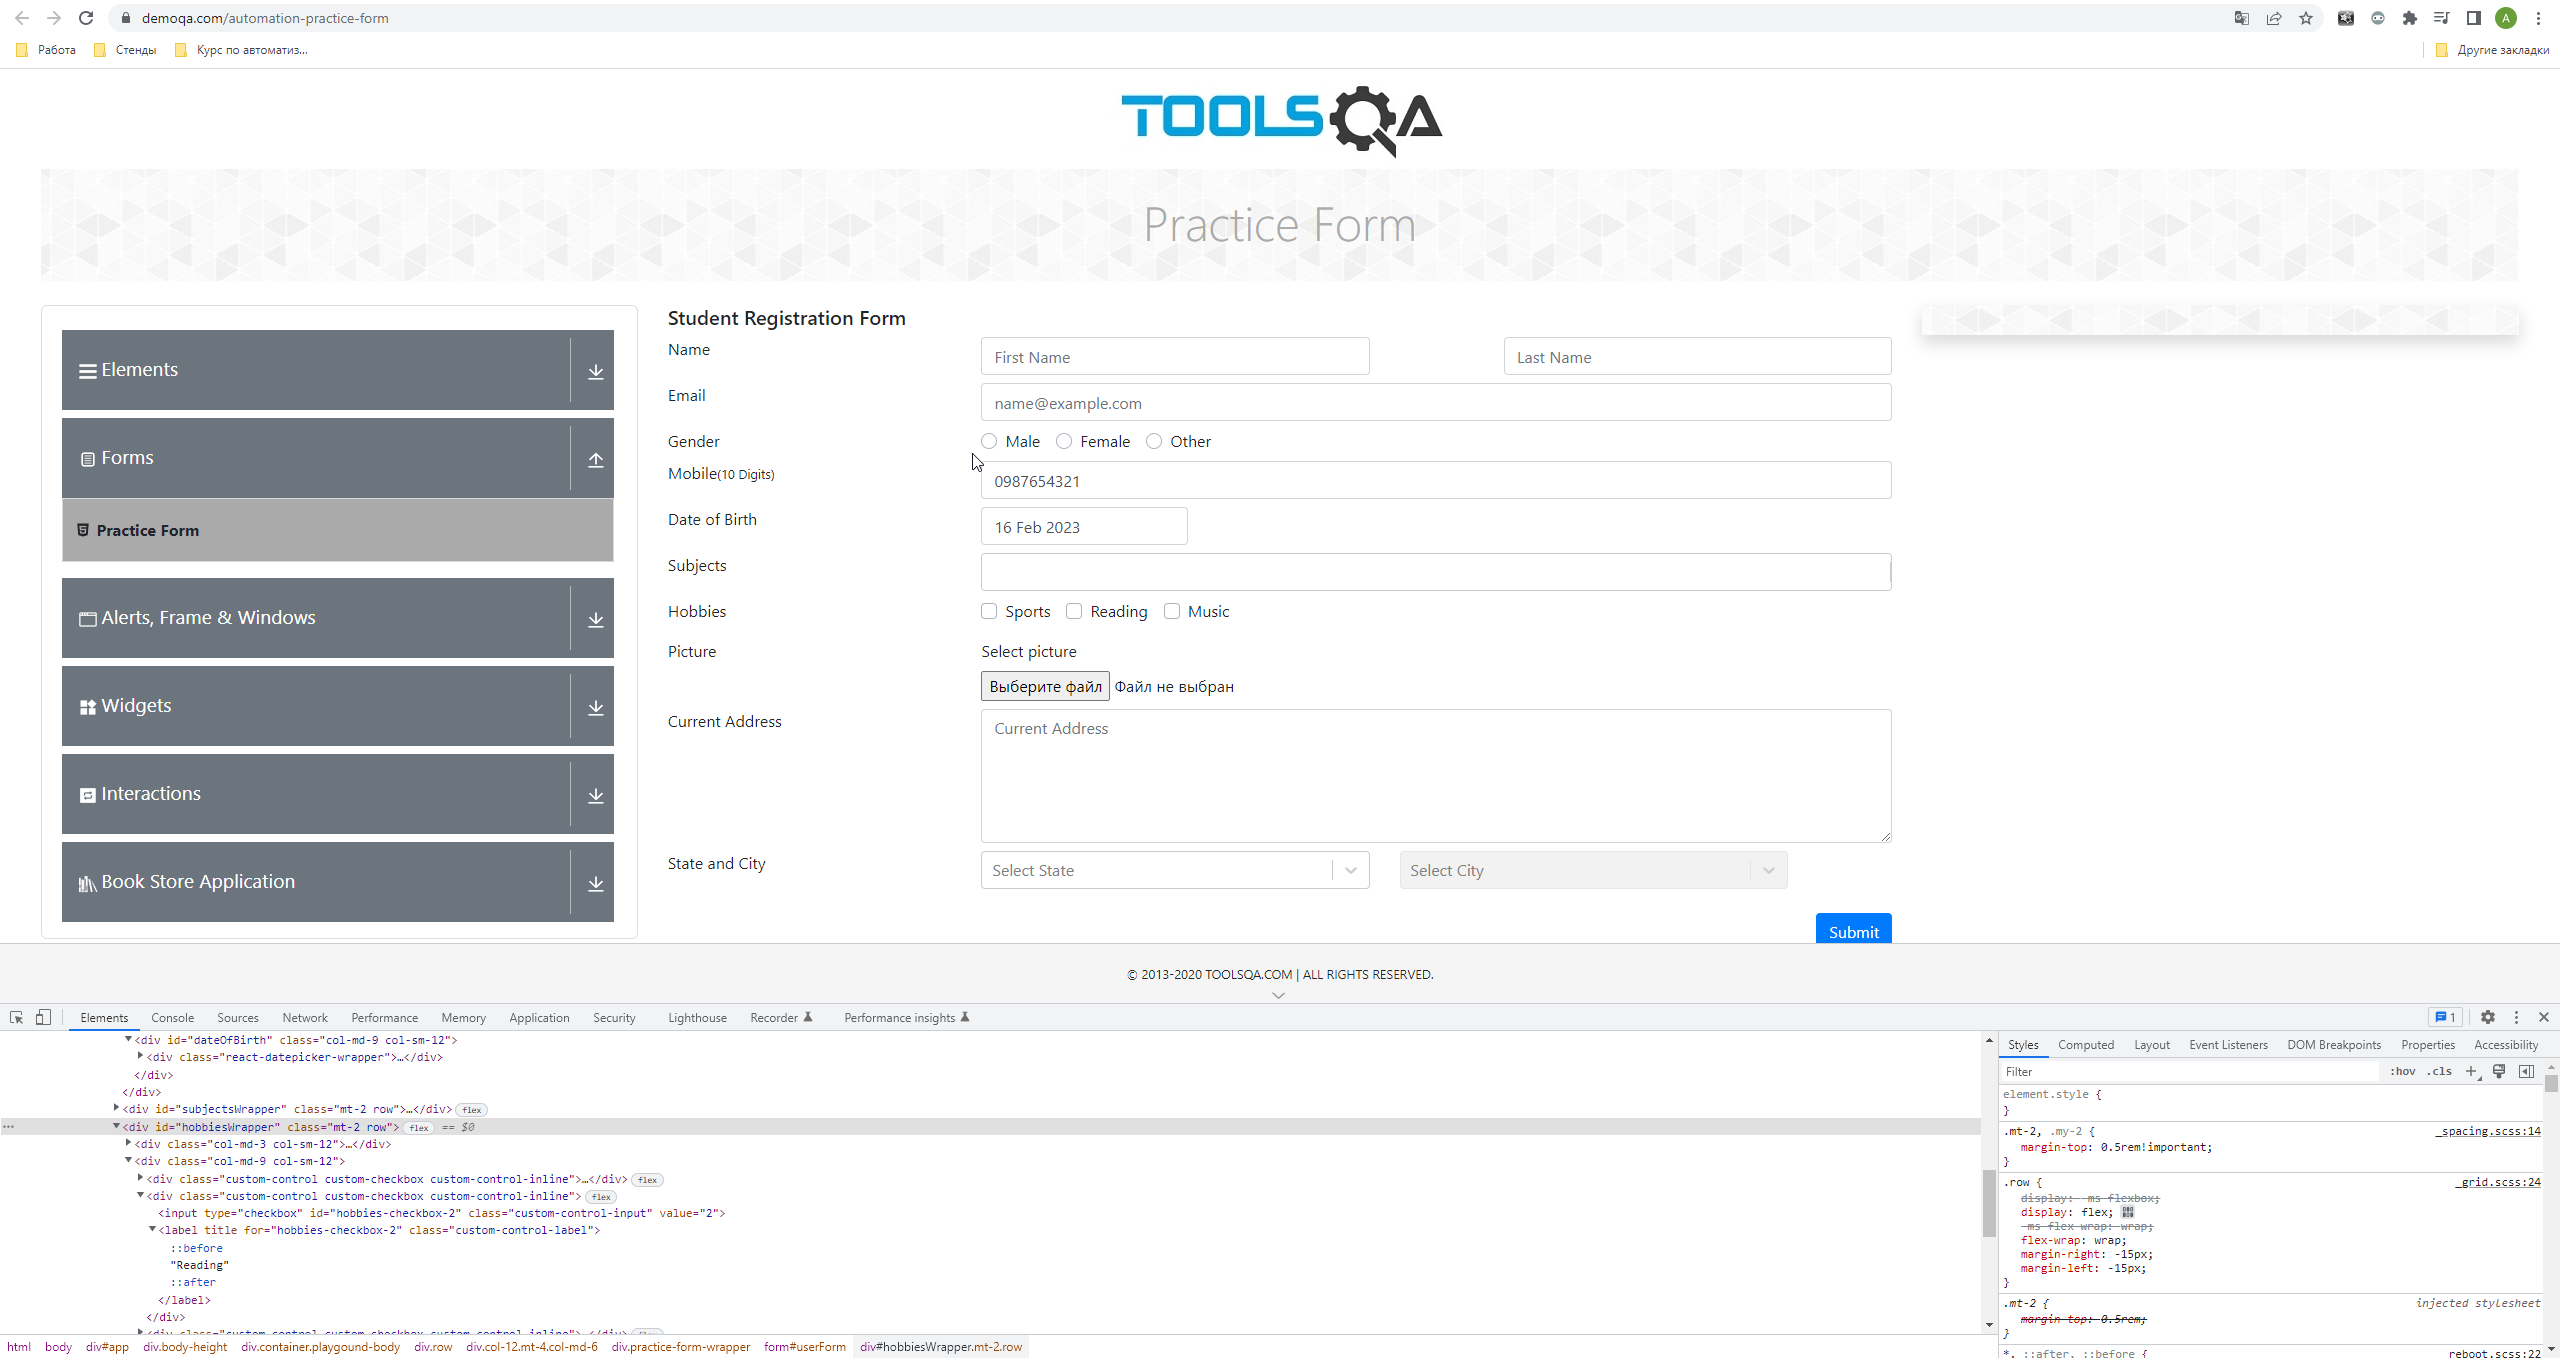 demoqa.com/automation-practice-form
A
Работа Стенды Курс по автоматиз... Другие закладки
TOOLSQA
Practice Form
Elements
Forms
Practice Form
Alerts, Frame & Windows
Widgets
Interactions
Book Store Application
Student Registration Form
Name First Name Last Name
Email name@example.com
Gender Male Female Other
Mobile(10 Digits) 0987654321
Date of Birth 16 Feb 2023
Subjects
Hobbies Sports Reading Music
Picture Select picture
Выберите файл Файл не выбран
Current Address Current Address
State and City Select State Select City
Submit
© 2013-2020 TOOLSQA.COM | ALL RIGHTS RESERVED.
Elements Console Sources Network Performance Memory Application Security Lighthouse Recorder Performance insights 1
<div id="dateOfBirth" class="col-md-9 col-sm-12">
<div class="react-datepicker-wrapper">…</div>
</div>
</div>
<div id="subjectsWrapper" class="mt-2 row">…</div> flex
<div id="hobbiesWrapper" class="mt-2 row"> flex == $0
<div class="col-md-3 col-sm-12">…</div>
<div class="col-md-9 col-sm-12">
<div class="custom-control custom-checkbox custom-control-inline">…</div> flex
<div class="custom-control custom-checkbox custom-control-inline"> flex
<input type="checkbox" id="hobbies-checkbox-2" class="custom-control-input" value="2">
<label title for="hobbies-checkbox-2" class="custom-control-label">
::before
"Reading"
::after
</label>
</div>
<div class="custom-control custom-checkbox custom-control-inline">…</div> flex
html body div#app div.body-height div.container.playgound-body div.row div.col-12.mt-4.col-md-6 div.practice-form-wrapper form#userForm div#hobbiesWrapper.mt-2.row
Styles Computed Layout Event Listeners DOM Breakpoints Properties Accessibility
Filter :hov .cls
element.style {
}
.mt-2, .my-2 { _spacing.scss:14
margin-top: 0.5rem!important;
}
.row { _grid.scss:24
display: -ms-flexbox;
display: flex;
-ms-flex-wrap: wrap;
flex-wrap: wrap;
margin-right: -15px;
margin-left: -15px;
}
.mt-2 { injected stylesheet
margin-top: 0.5rem;
}
*, ::after, ::before { reboot.scss:22